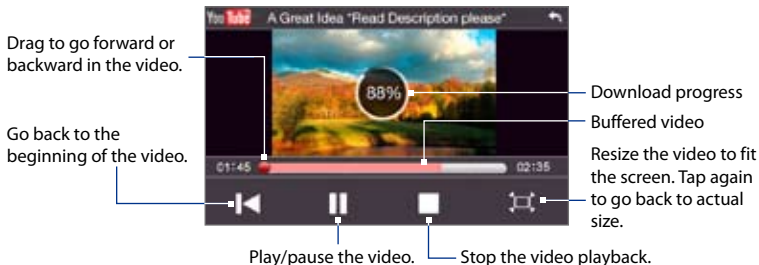 You Tube A Great Idea "Read Description please"
Drag to go forward or
backward in the video.
88%
Download progress
Buffered video
Go back to the
beginning of the video.
01:45
02:35
Resize the video to fit
the screen. Tap again
to go back to actual
size.
Play/pause the video.
Stop the video playback.